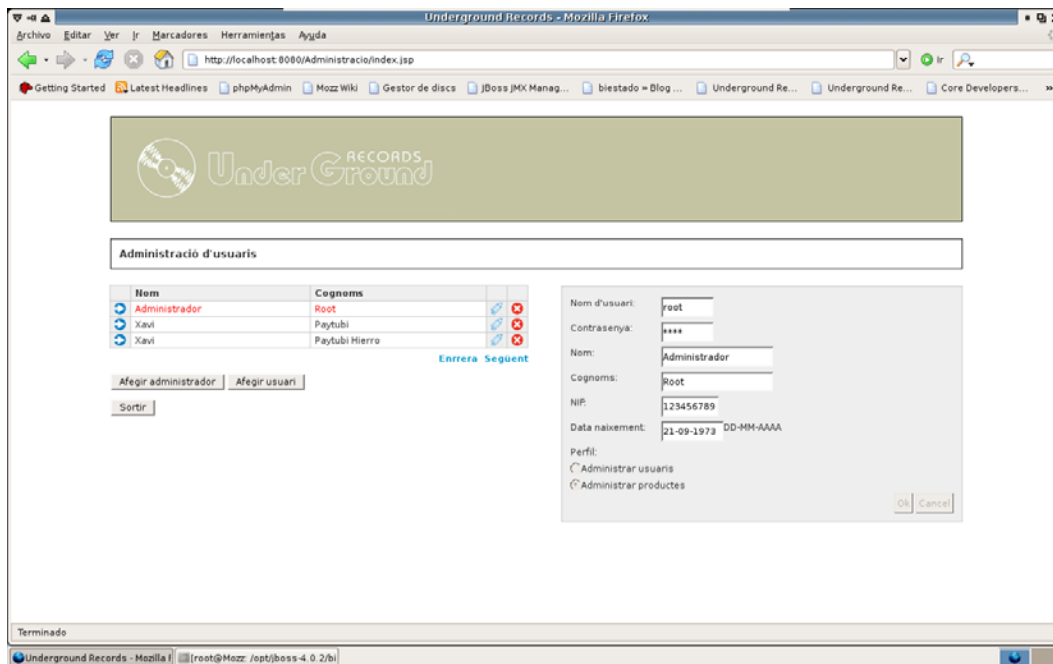 Underground Records - Mozilla Firefox
Archivo Editar Ver Ir Marcadores Herramientas Ayuda
http://localhost:8080/Administracio/index.jsp Ir
Getting Started Latest Headlines phpMyAdmin Mozz Wiki Gestor de discs JBoss JMX Manag... biestado = Blog ... Underground Re... Underground Re... Core Developers... »
UnderGround RECORDS
Administració d'usuaris
Nom Cognoms
Administrador Root
Xavi Paytubi
Xavi Paytubi Hierro
Enrrera Següent
Afegir administrador Afegir usuari
Sortir
Nom d'usuari: root
Contrasenya: ****
Nom: Administrador
Cognoms: Root
NIF: 123456789
Data naixement: 21-09-1973 DD-MM-AAAA
Perfil:
Administrar usuaris
Administrar productes
Ok Cancel
Terminado
Underground Records - Mozilla F [root@Mozz: /opt/jboss-4.0.2/bi